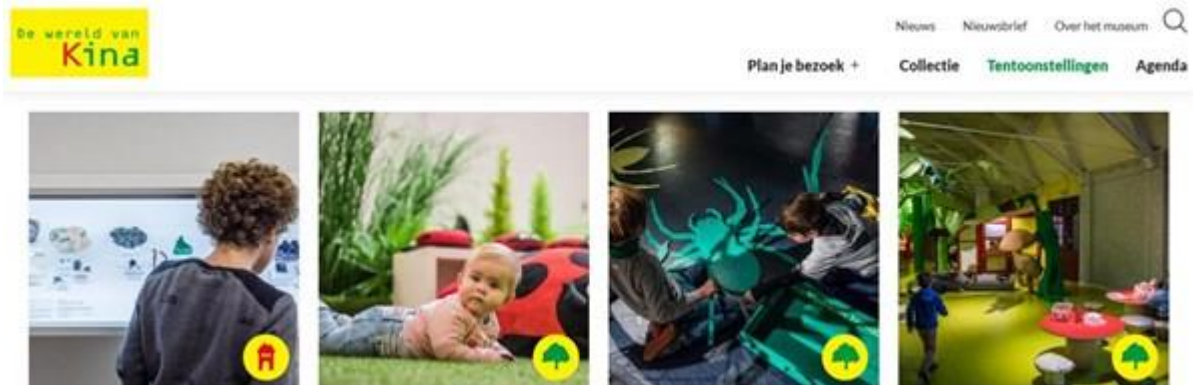 De wereld van
Kina
Nieuws Nieuwsbrief Over het museum
Plan je bezoek + Collectie Tentoonstellingen Agenda